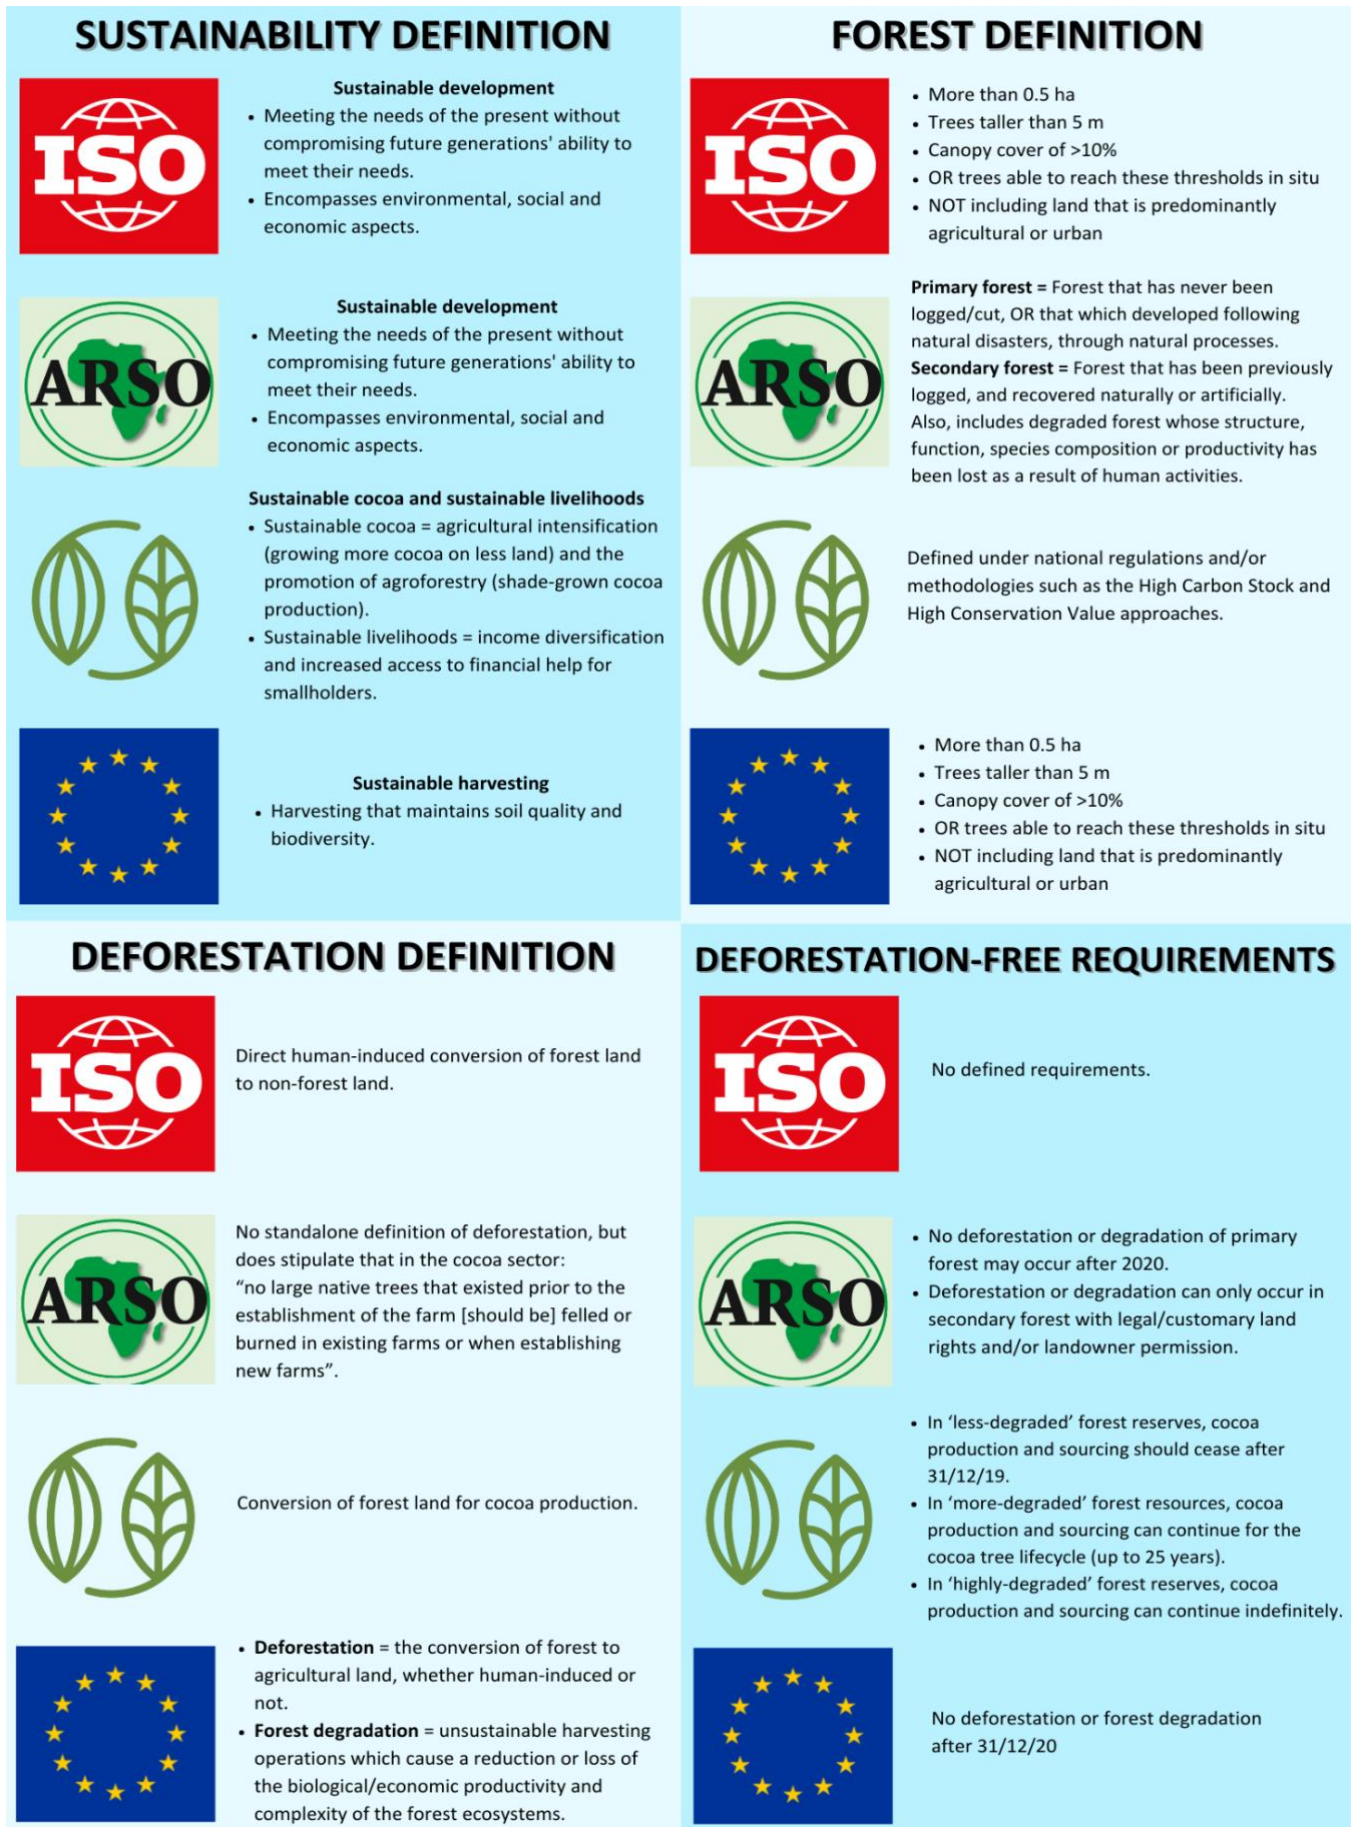 SUSTAINABILITY DEFINITION
ISO
Sustainable development
• Meeting the needs of the present without
compromising future generations' ability to
meet their needs.
• Encompasses environmental, social and
economic aspects.
ARSO
Sustainable development
• Meeting the needs of the present without
compromising future generations' ability to
meet their needs.
• Encompasses environmental, social and
economic aspects.
Sustainable cocoa and sustainable livelihoods
• Sustainable cocoa = agricultural intensification
(growing more cocoa on less land) and the
promotion of agroforestry (shade-grown cocoa
production).
• Sustainable livelihoods = income diversification
and increased access to financial help for
smallholders.
Sustainable harvesting
• Harvesting that maintains soil quality and
biodiversity.
FOREST DEFINITION
ISO
• More than 0.5 ha
• Trees taller than 5 m
• Canopy cover of >10%
• OR trees able to reach these thresholds in situ
• NOT including land that is predominantly
agricultural or urban
ARSO
Primary forest = Forest that has never been
logged/cut, OR that which developed following
natural disasters, through natural processes.
Secondary forest = Forest that has been previously
logged, and recovered naturally or artificially.
Also, includes degraded forest whose structure,
function, species composition or productivity has
been lost as a result of human activities.
Defined under national regulations and/or
methodologies such as the High Carbon Stock and
High Conservation Value approaches.
• More than 0.5 ha
• Trees taller than 5 m
• Canopy cover of >10%
• OR trees able to reach these thresholds in situ
• NOT including land that is predominantly
agricultural or urban
DEFORESTATION DEFINITION
ISO
Direct human-induced conversion of forest land
to non-forest land.
ARSO
No standalone definition of deforestation, but
does stipulate that in the cocoa sector:
“no large native trees that existed prior to the
establishment of the farm [should be] felled or
burned in existing farms or when establishing
new farms”.
Conversion of forest land for cocoa production.
• Deforestation = the conversion of forest to
agricultural land, whether human-induced or
not.
• Forest degradation = unsustainable harvesting
operations which cause a reduction or loss of
the biological/economic productivity and
complexity of the forest ecosystems.
DEFORESTATION-FREE REQUIREMENTS
ISO
No defined requirements.
ARSO
• No deforestation or degradation of primary
forest may occur after 2020.
• Deforestation or degradation can only occur in
secondary forest with legal/customary land
rights and/or landowner permission.
• In ‘less-degraded’ forest reserves, cocoa
production and sourcing should cease after
31/12/19.
• In ‘more-degraded’ forest resources, cocoa
production and sourcing can continue for the
cocoa tree lifecycle (up to 25 years).
• In ‘highly-degraded’ forest reserves, cocoa
production and sourcing can continue indefinitely.
No deforestation or forest degradation
after 31/12/20